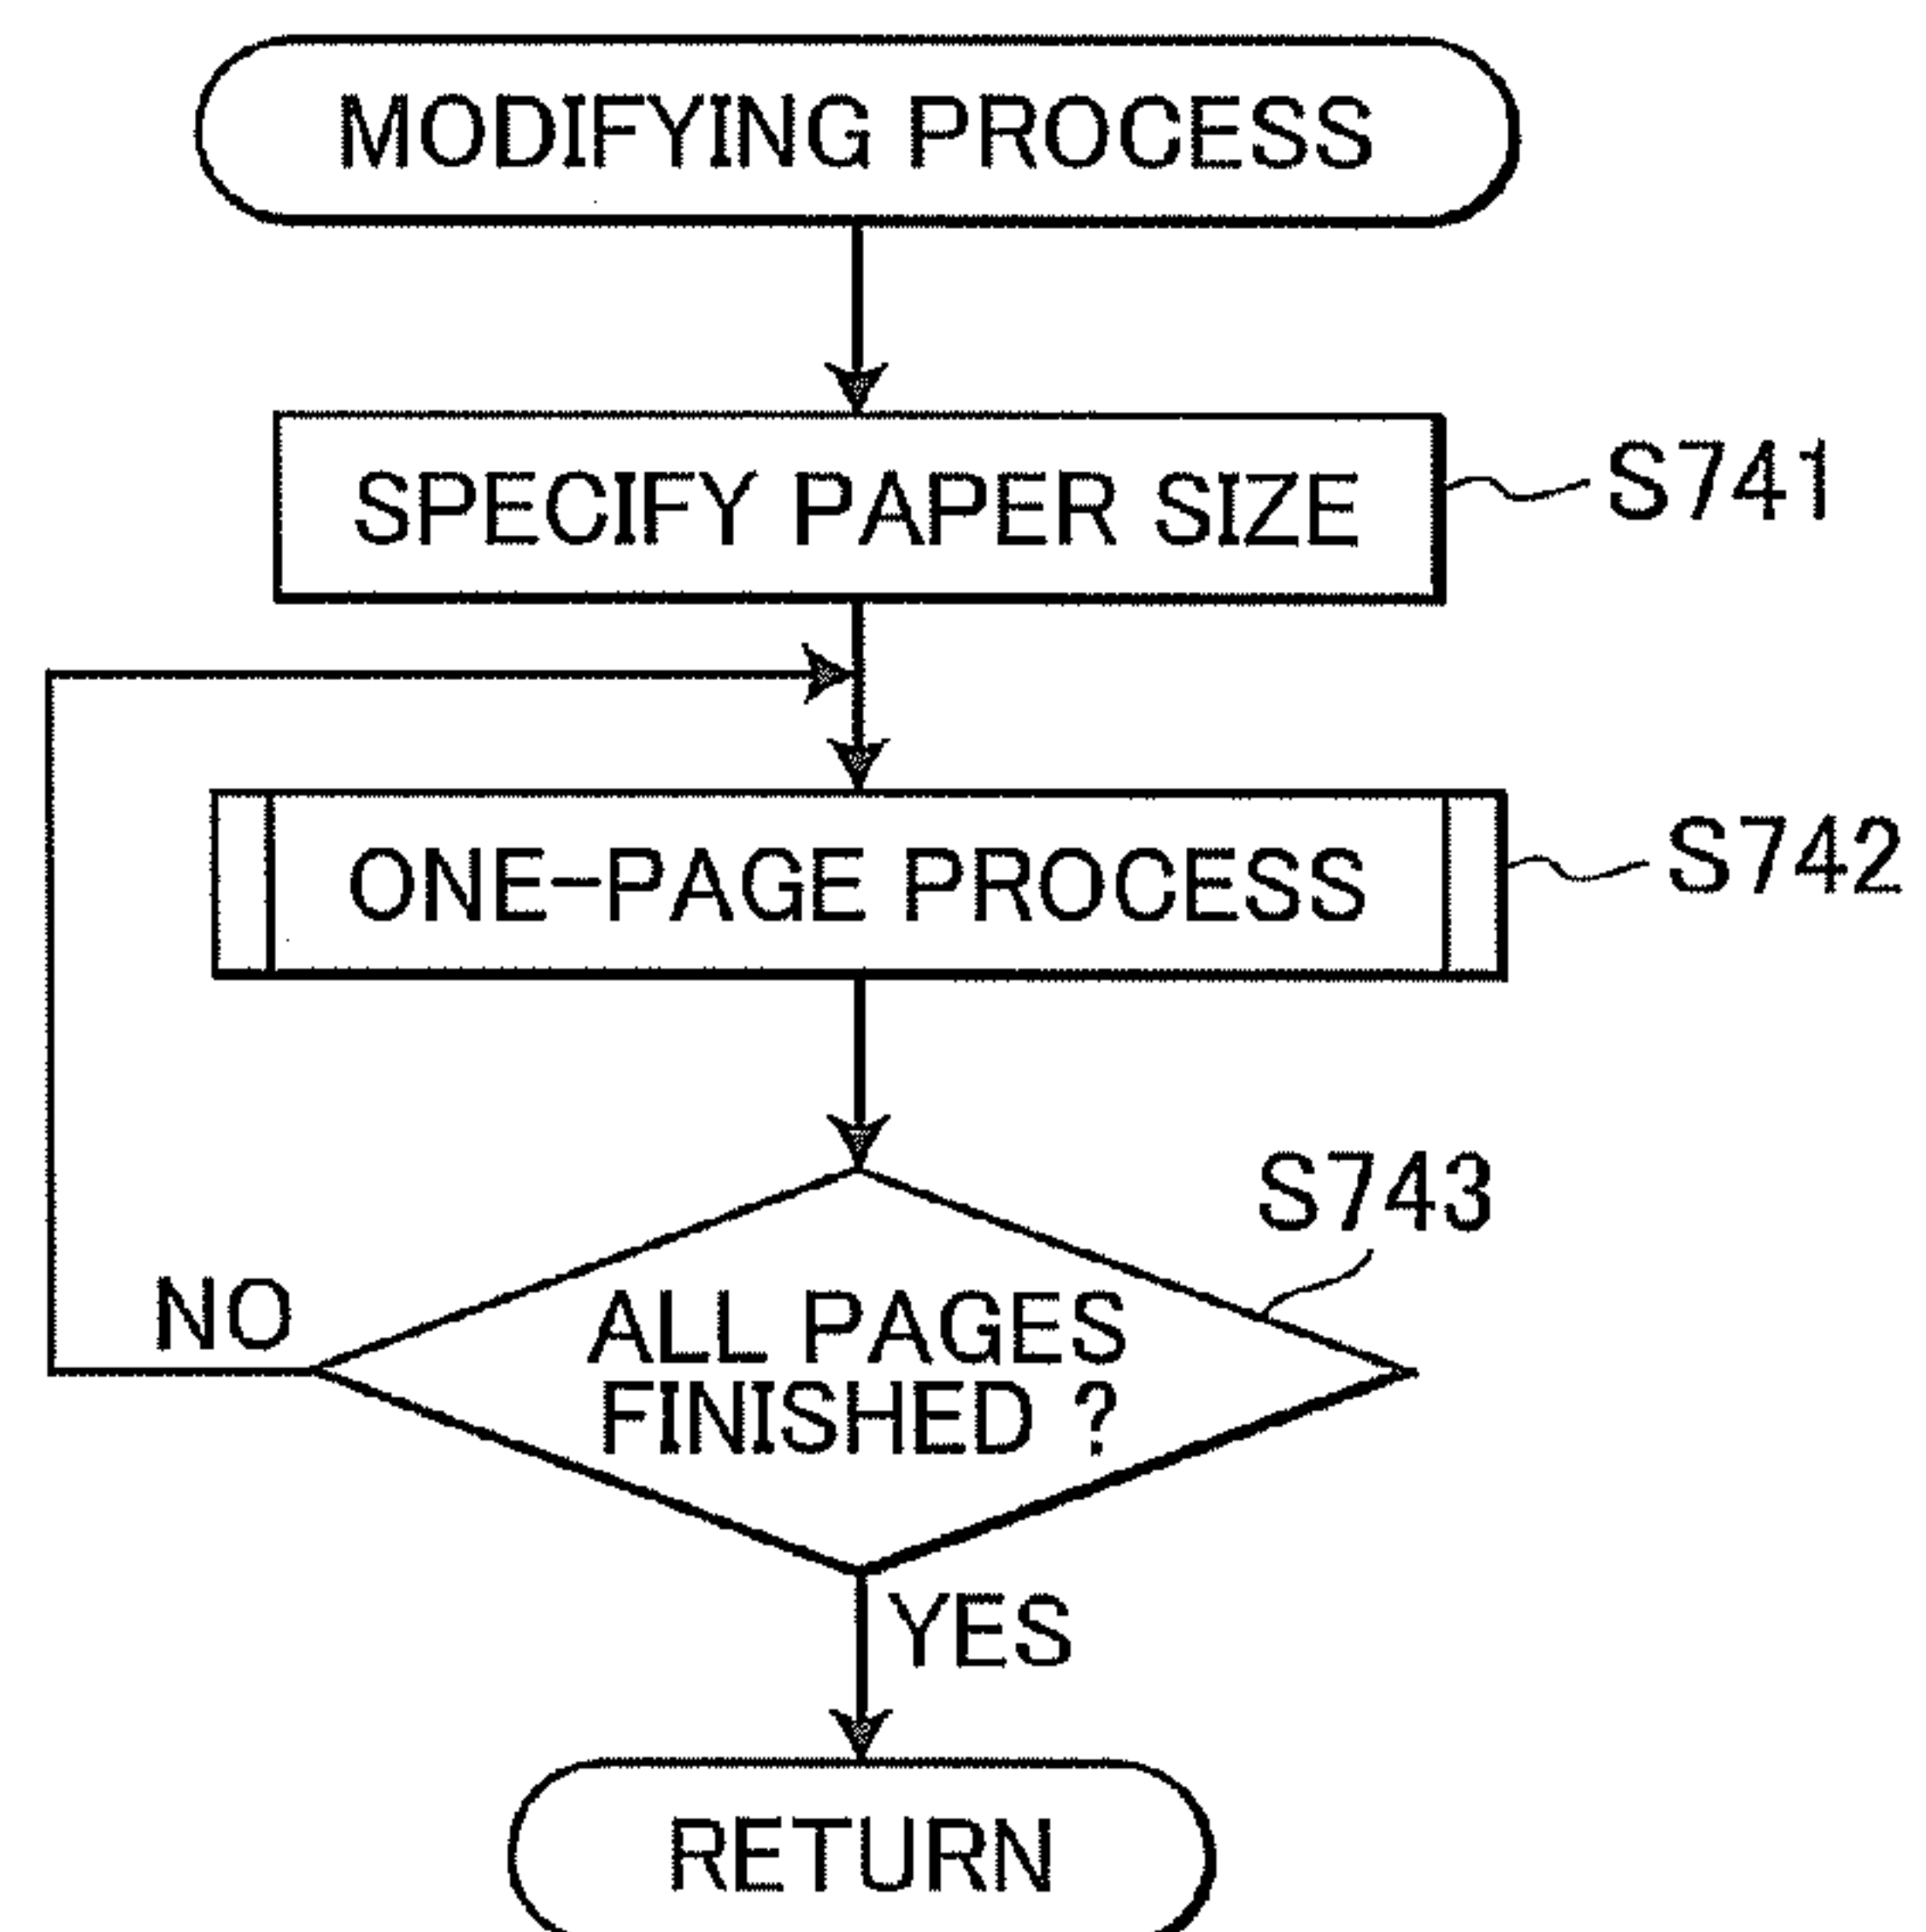 MODIFYING PROCESS
SPECIFY PAPER SIZE
S741
ONE-PAGE PROCESS
S742
S743
ALL PAGES
FINISHED ?
NO
YES
RETURN